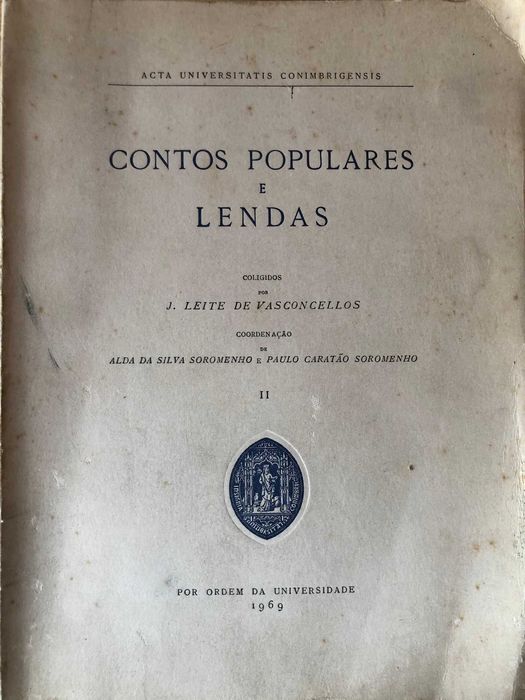 ACTA UNIVERSITATIS CONIMBRIGENSIS
CONTOS POPULARES
E
LENDAS
COLIGIDOS
POR
J. LEITE DE VASCONCELLOS
COORDENAÇÃO
DE
ALDA DA SILVA SOROMENHO E PAULO CARATÃO SOROMENHO
II
POR ORDEM DA UNIVERSIDADE
1969